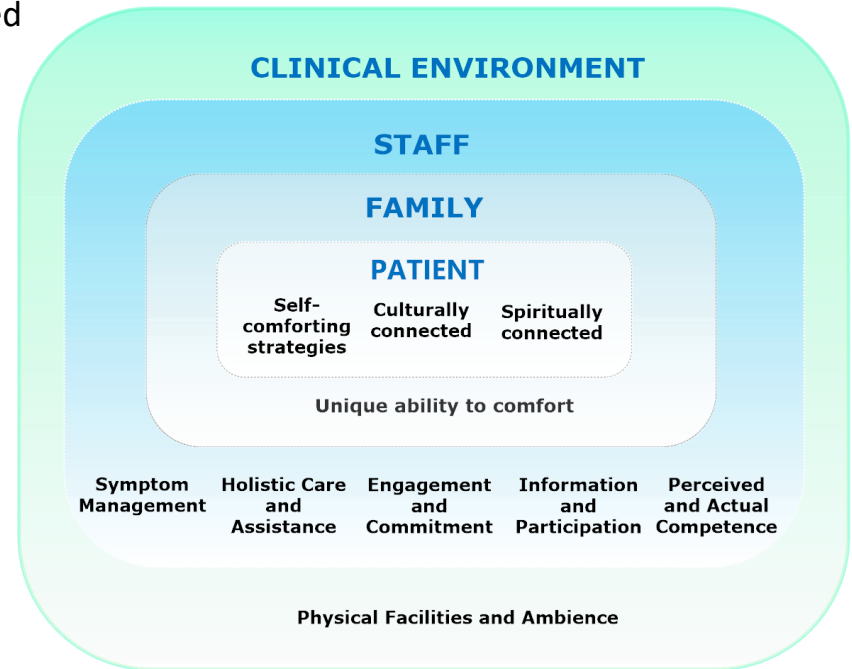 ed
CLINICAL ENVIRONMENT
STAFF
FAMILY
PATIENT
Self-
comforting
strategies
Culturally
connected
Spiritually
connected
Unique ability to comfort
Symptom
Management
Holistic Care
and
Assistance
Engagement
and
Commitment
Information
and
Participation
Perceived
and Actual
Competence
Physical Facilities and Ambience